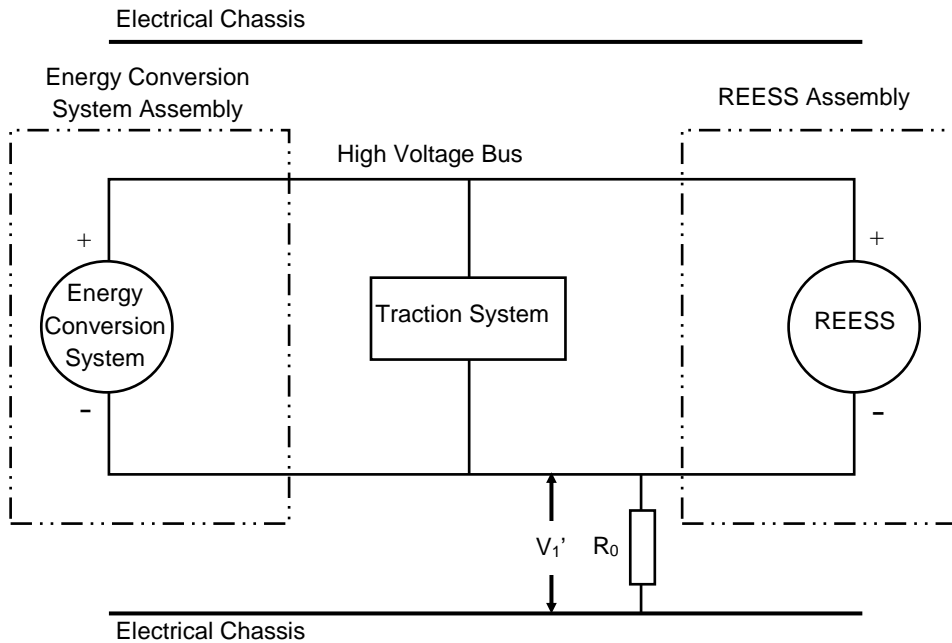 Electrical Chassis
Energy Conversion
System Assembly
REESS Assembly
High Voltage Bus
+
+
Energy
Conversion
System
Traction System
REESS
-
-
V₁’
R₀
Electrical Chassis